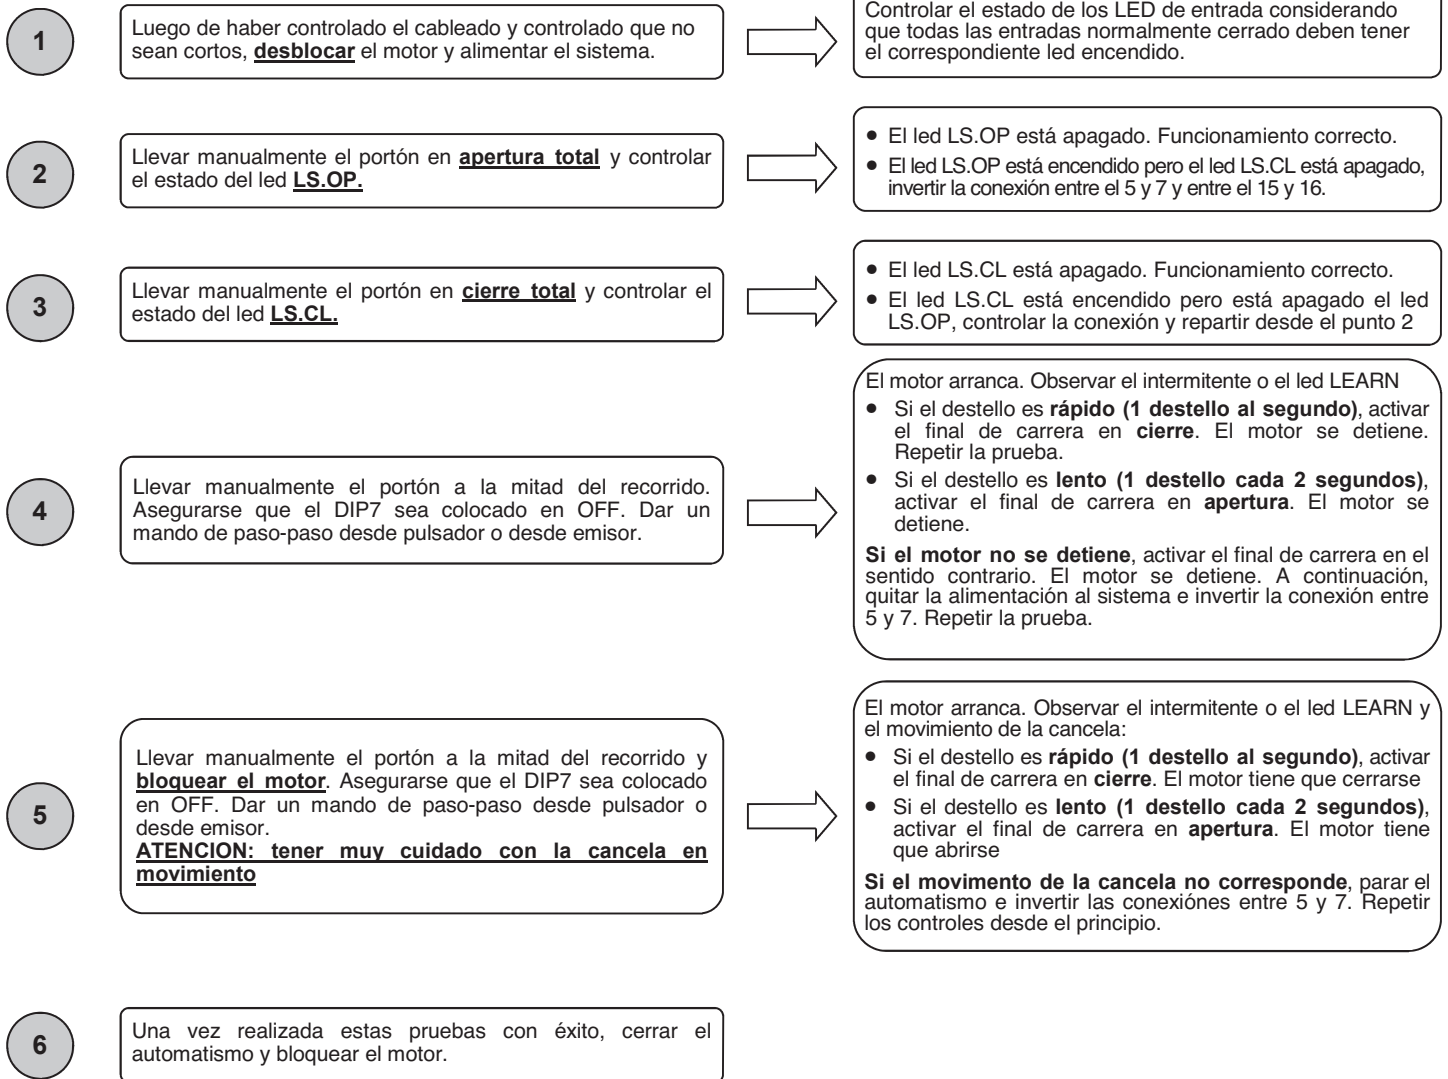 1
Luego de haber controlado el cableado y controlado que no
sean cortos, desblocar el motor y alimentar el sistema.
Controlar el estado de los LED de entrada considerando
que todas las entradas normalmente cerrado deben tener
el correspondiente led encendido.
2
Llevar manualmente el portón en apertura total y controlar
el estado del led LS.OP.
• El led LS.OP está apagado. Funcionamiento correcto.
• El led LS.OP está encendido pero el led LS.CL está apagado,
invertir la conexión entre el 5 y 7 y entre el 15 y 16.
3
Llevar manualmente el portón en cierre total y controlar el
estado del led LS.CL.
• El led LS.CL está apagado. Funcionamiento correcto.
• El led LS.CL está encendido pero está apagado el led
LS.OP, controlar la conexión y repartir desde el punto 2
4
Llevar manualmente el portón a la mitad del recorrido.
Asegurarse que el DIP7 sea colocado en OFF. Dar un
mando de paso-paso desde pulsador o desde emisor.
El motor arranca. Observar el intermitente o el led LEARN
• Si el destello es rápido (1 destello al segundo), activar
el final de carrera en cierre. El motor se detiene.
Repetir la prueba.
• Si el destello es lento (1 destello cada 2 segundos),
activar el final de carrera en apertura. El motor se
detiene.
Si el motor no se detiene, activar el final de carrera en el
sentido contrario. El motor se detiene. A continuación,
quitar la alimentación al sistema e invertir la conexión entre
5 y 7. Repetir la prueba.
5
Llevar manualmente el portón a la mitad del recorrido y
bloquear el motor. Asegurarse que el DIP7 sea colocado
en OFF. Dar un mando de paso-paso desde pulsador o
desde emisor.
ATENCION: tener muy cuidado con la cancela en
movimiento
El motor arranca. Observar el intermitente o el led LEARN y
el movimiento de la cancela:
• Si el destello es rápido (1 destello al segundo), activar
el final de carrera en cierre. El motor tiene que cerrarse
• Si el destello es lento (1 destello cada 2 segundos),
activar el final de carrera en apertura. El motor tiene
que abrirse
Si el movimento de la cancela no corresponde, parar el
automatismo e invertir las conexiónes entre 5 y 7. Repetir
los controles desde el principio.
6
Una vez realizada estas pruebas con éxito, cerrar el
automatismo y bloquear el motor.